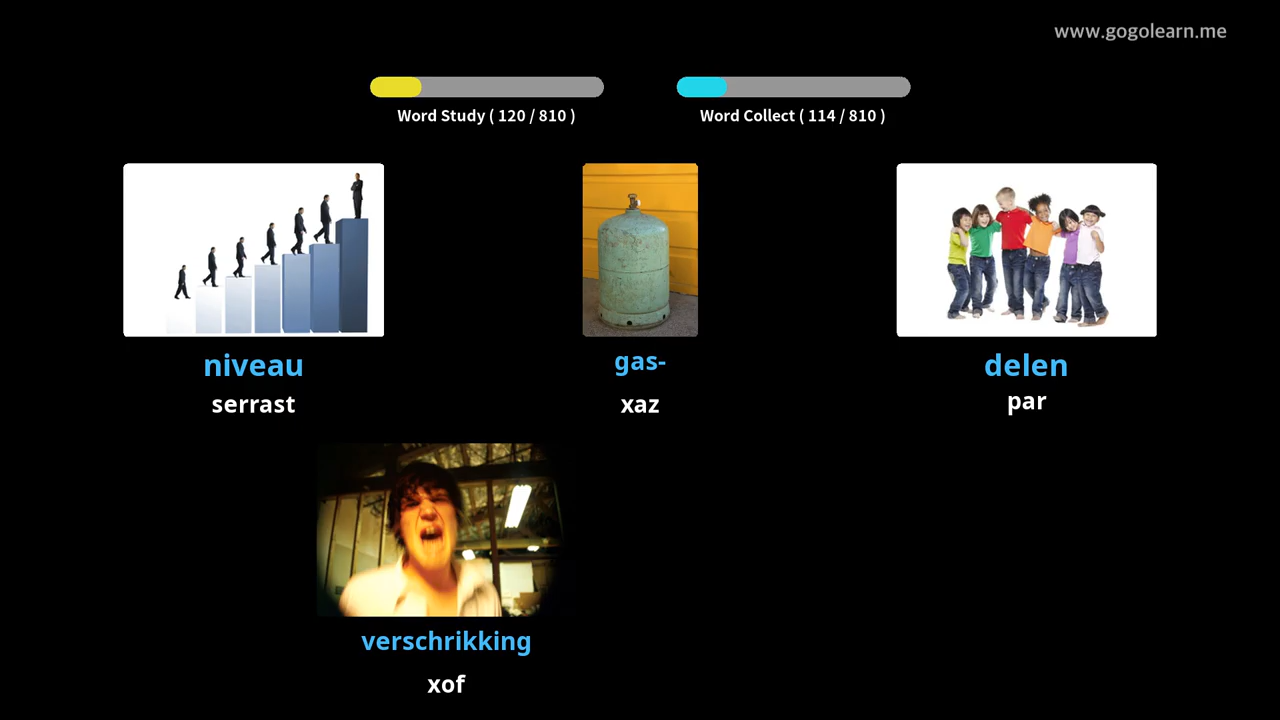 www.gogolearn.me
Word Study ( 120 / 810 )
Word Collect ( 114 / 810 )
niveau
serrast
gas-
xaz
delen
par
verschrikking
xof